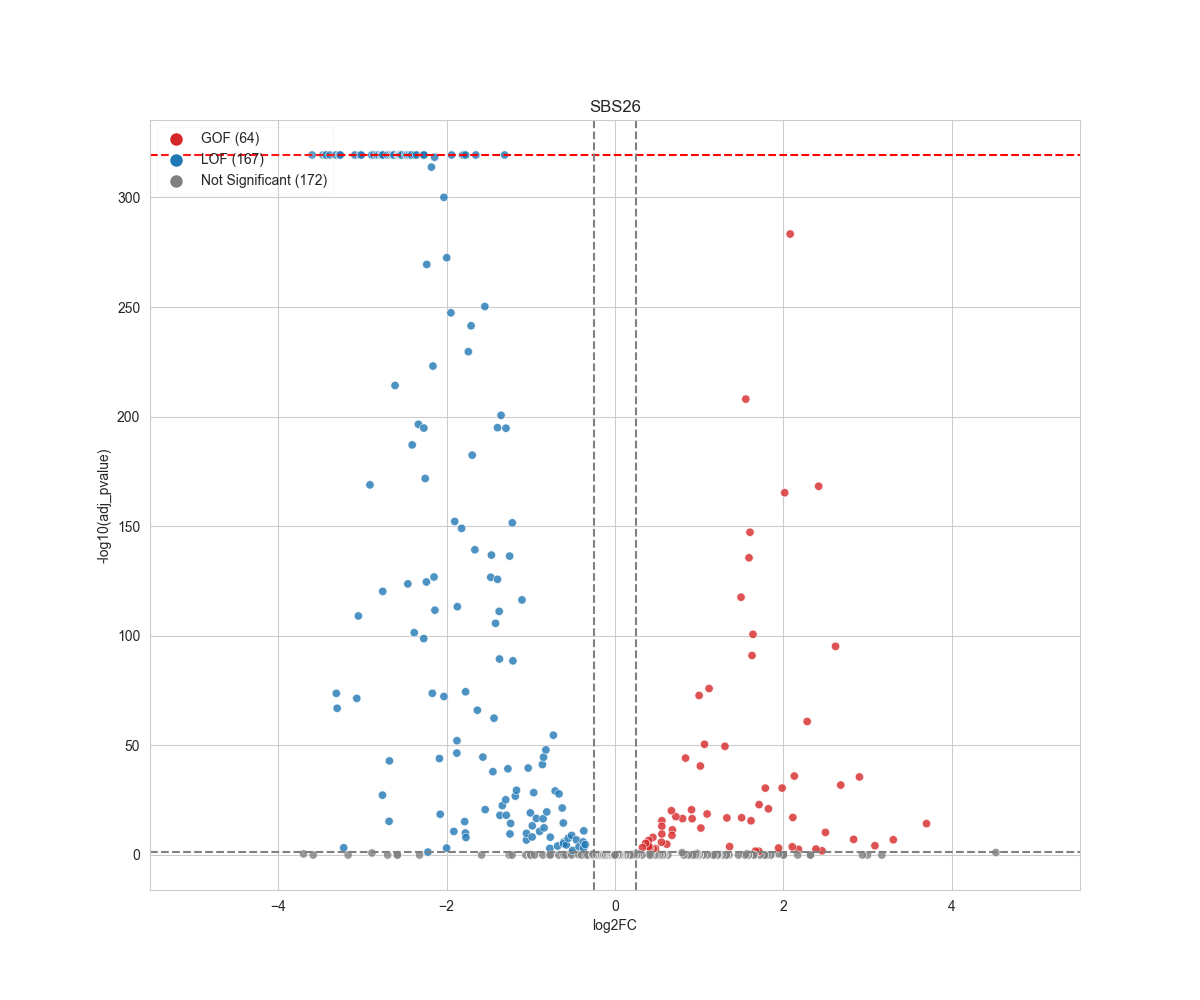 SBS26
GOF (64)
LOF (167)
Not Significant (172)
300
250
200
150
100
50
0
-log10(adj_pvalue)
−4
−2
0
2
4
log2FC